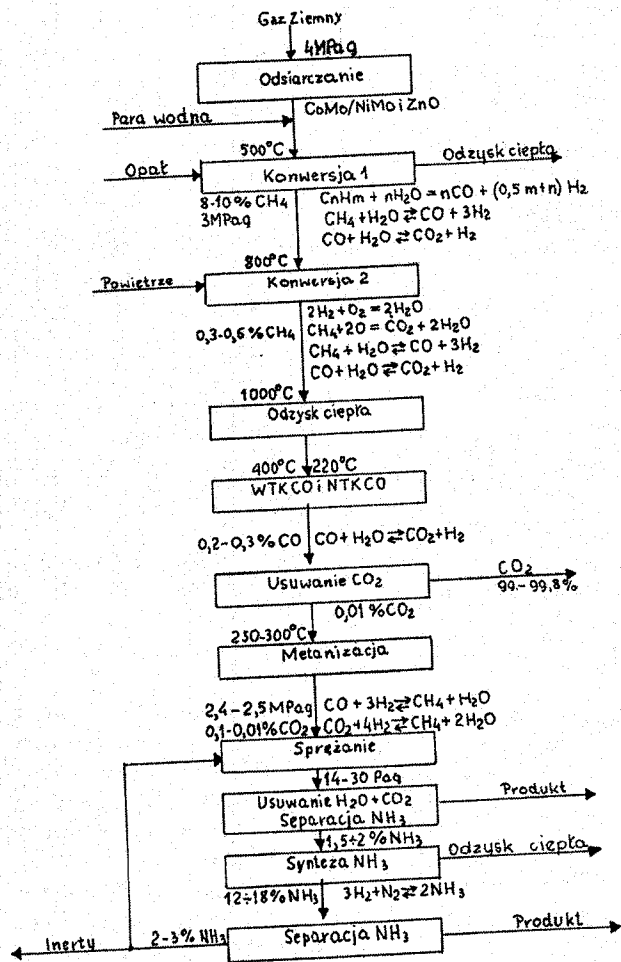 Gaz Ziemny
4MPag
Odsiarczanie
CoMo/NiMo i ZnO
Para wodna
500°C
Opał
Konwersja 1
Odzysk ciepła
8-10% CH4
3MPag
CnHm + nH2O = nCO + (0,5 m+n) H2
CH4 + H2O ⇄ CO + 3H2
CO + H2O ⇄ CO2 + H2
800°C
Powietrze
Konwersja 2
0,3-0,6% CH4
2H2 + O2 = 2H2O
CH4 + 2O = CO2 + 2H2O
CH4 + H2O ⇄ CO + 3H2
CO + H2O ⇄ CO2 + H2
1000°C
Odzysk ciepła
400°C 220°C
WTKCO i NTKCO
0,2-0,3% CO CO + H2O ⇄ CO2 + H2
Usuwanie CO2
CO2
99-99,8%
0,01% CO2
250-300°C
Metanizacja
2,4-2,5 MPag CO + 3H2 ⇄ CH4 + H2O
0,1-0,01% CO2 CO2 + 4H2 ⇄ CH4 + 2H2O
Sprężanie
14-30 Pag
Usuwanie H2O + CO2
Separacja NH3
Produkt
1,5÷2% NH3
Synteza NH3
Odzysk ciepła
12÷18% NH3 3H2 + N2 ⇄ 2NH3
Inerty
2-3% NH3
Separacja NH3
Produkt